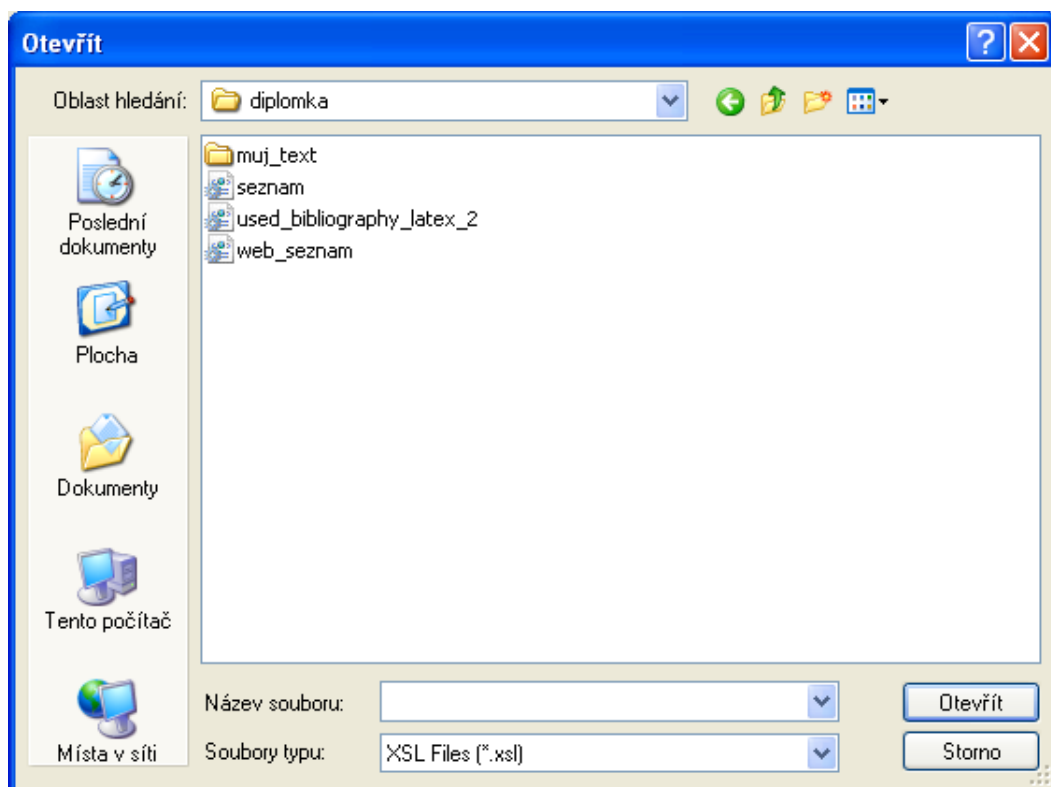 Otevřít
Oblast hledání:
diplomka
Poslední
dokumenty
Plocha
Dokumenty
Tento počítač
Místa v síti
muj_text
seznam
used_bibliography_latex_2
web_seznam
Název souboru:
Otevřít
Soubory typu:
XSL Files (*.xsl)
Storno